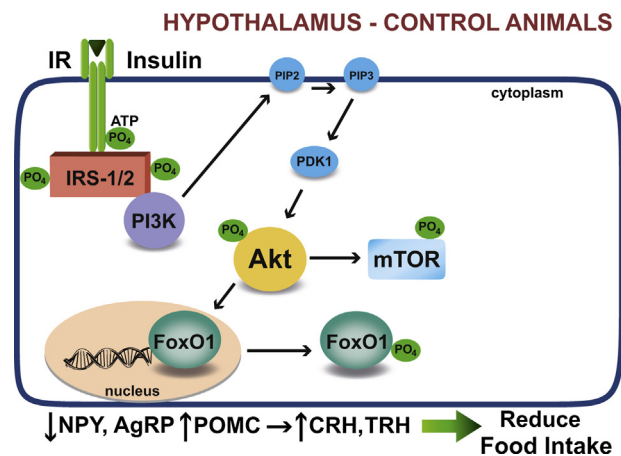 HYPOTHALAMUS - CONTROL ANIMALS
IR Insulin
PIP2 PIP3
cytoplasm
ATP
PO4
PO4 IRS-1/2 PO4
PDK1
PI3K
PO4 PO4
Akt mTOR
FoxO1 FoxO1
PO4
nucleus
↓NPY, AgRP ↑POMC → ↑CRH,TRH Reduce
Food Intake